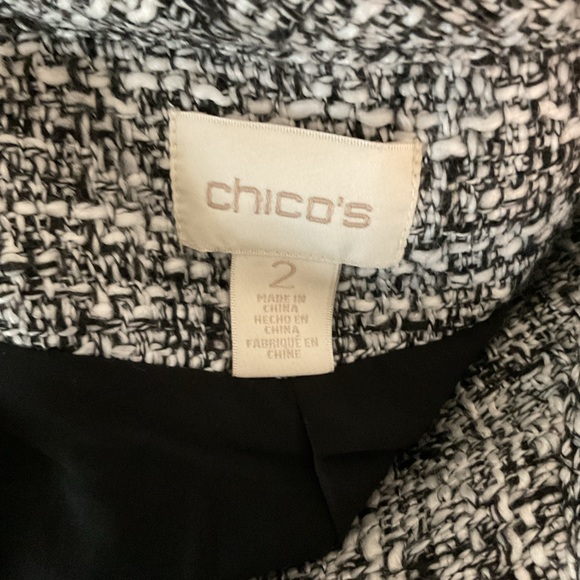 chico's
2
MADE IN
CHINA
HECHO EN
CHINA
FABRIQUÉ EN
CHINE